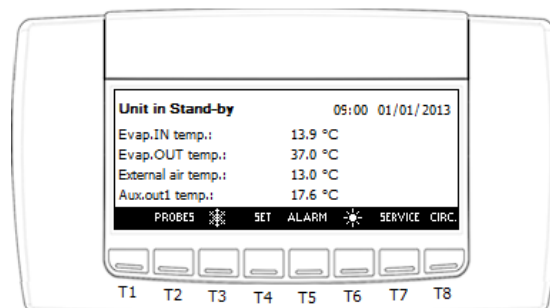 Unit in Stand-by 09:00 01/01/2013
Evap.IN temp.: 13.9 °C
Evap.OUT temp.: 37.0 °C
External air temp.: 13.0 °C
Aux.out1 temp.: 17.6 °C
PROBES SET ALARM SERVICE CIRC.
T1 T2 T3 T4 T5 T6 T7 T8